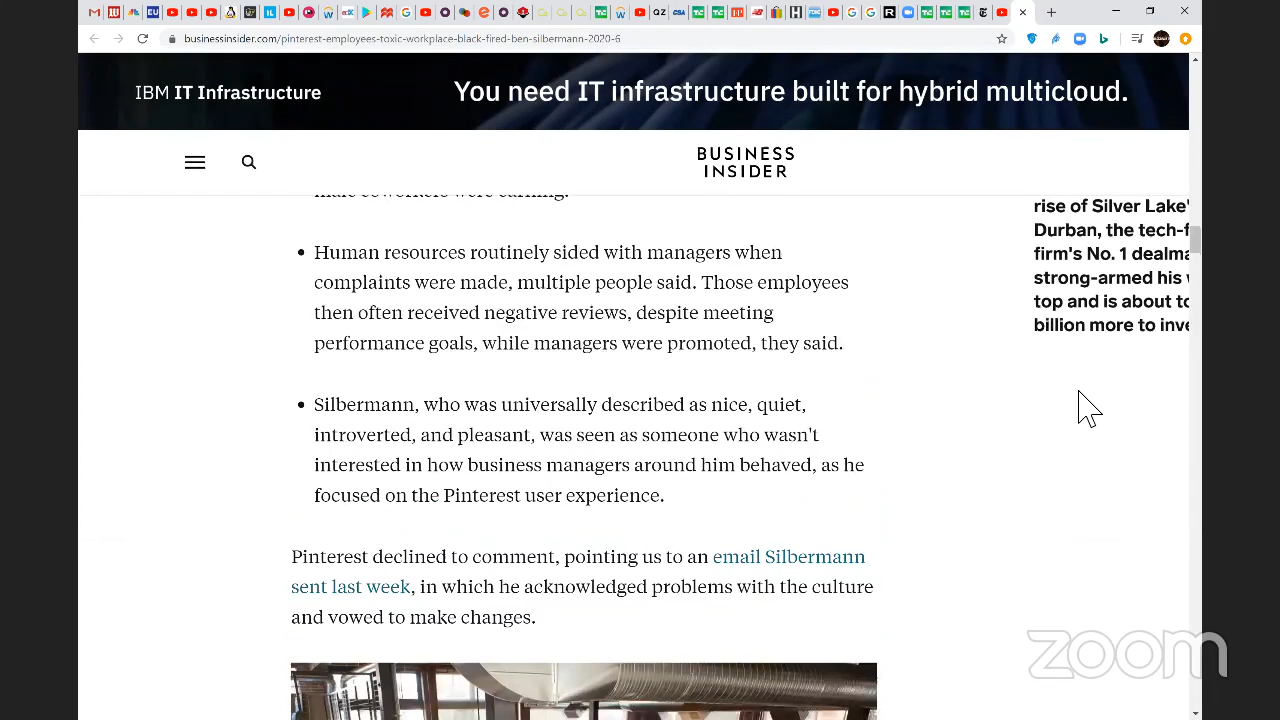 businessinsider.com/pinterest-employees-toxic-workplace-black-fired-ben-silbermann-2020-6
IBM IT Infrastructure
You need IT infrastructure built for hybrid multicloud.
BUSINESS
INSIDER
male coworkers were earning.
• Human resources routinely sided with managers when
complaints were made, multiple people said. Those employees
then often received negative reviews, despite meeting
performance goals, while managers were promoted, they said.
• Silbermann, who was universally described as nice, quiet,
introverted, and pleasant, was seen as someone who wasn't
interested in how business managers around him behaved, as he
focused on the Pinterest user experience.
Pinterest declined to comment, pointing us to an email Silbermann
sent last week, in which he acknowledged problems with the culture
and vowed to make changes.
rise of Silver Lake'
Durban, the tech-f
firm's No. 1 dealma
strong-armed his
top and is about to
billion more to inve
zoom